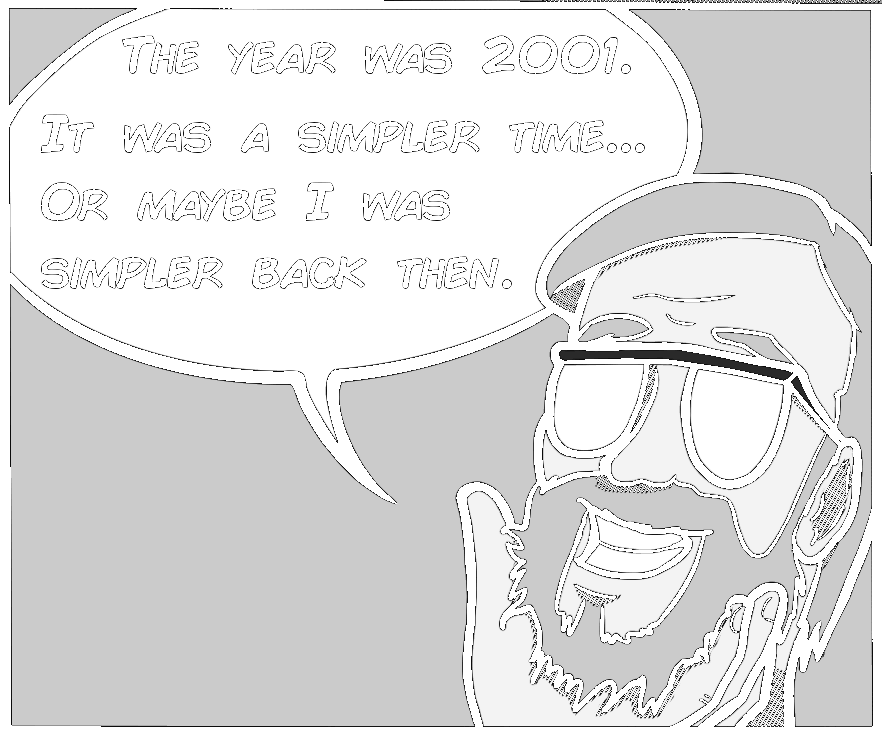 The year was 2001.
It was a simpler time...
Or maybe I was
simpler back then.